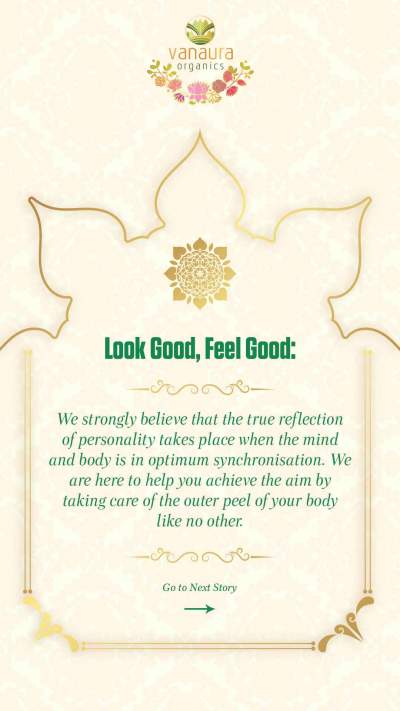 vanaura
organics
Look Good, Feel Good:
We strongly believe that the true reflection
of personality takes place when the mind
and body is in optimum synchronisation. We
are here to help you achieve the aim by
taking care of the outer peel of your body
like no other.
Go to Next Story